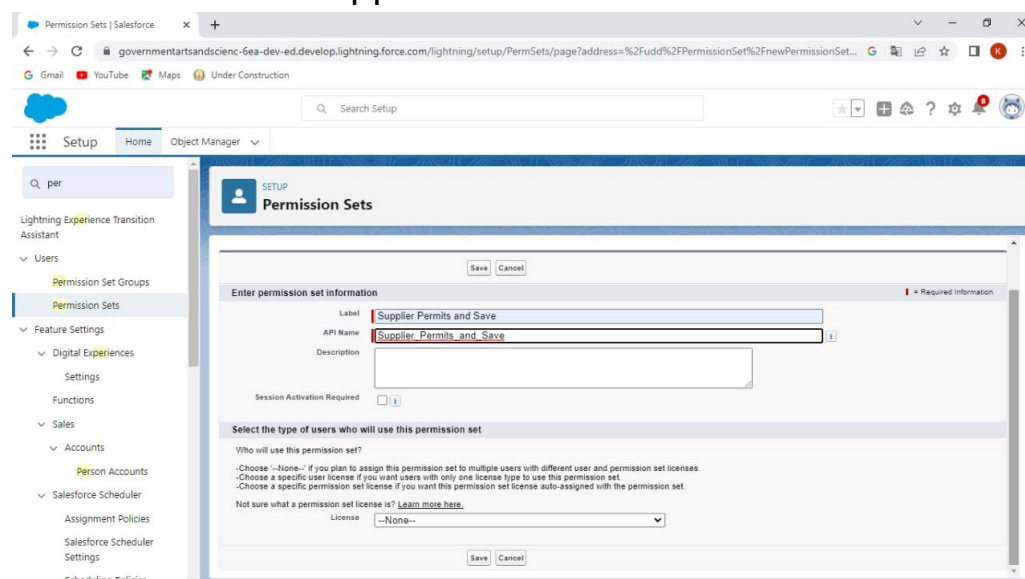 Permission Sets | Salesforce
governmentartsandscienc-6ea-dev-ed.develop.lightning.force.com/lightning/setup/PermSets/page?address=%2Fudd%2FPermissionSet%2FnewPermissionSet...
Gmail YouTube Maps Under Construction
Search Setup
Setup Home Object Manager
per
Lightning Experience Transition
Assistant
Users
Permission Set Groups
Permission Sets
Feature Settings
Digital Experiences
Settings
Functions
Sales
Accounts
Person Accounts
Salesforce Scheduler
Assignment Policies
Salesforce Scheduler
Settings
Scheduling Policies
SETUP
Permission Sets
Save Cancel
Enter permission set information
= Required Information
Label Supplier Permits and Save
API Name Supplier_Permits_and_Save
Description
Session Activation Required
Select the type of users who will use this permission set
Who will use this permission set?
-Choose '--None--' if you plan to assign this permission set to multiple users with different user and permission set licenses.
-Choose a specific user license if you want users with only one license type to use this permission set.
-Choose a specific permission set license if you want this permission set license auto-assigned with the permission set.
Not sure what a permission set license is? Learn more here.
License --None--
Save Cancel